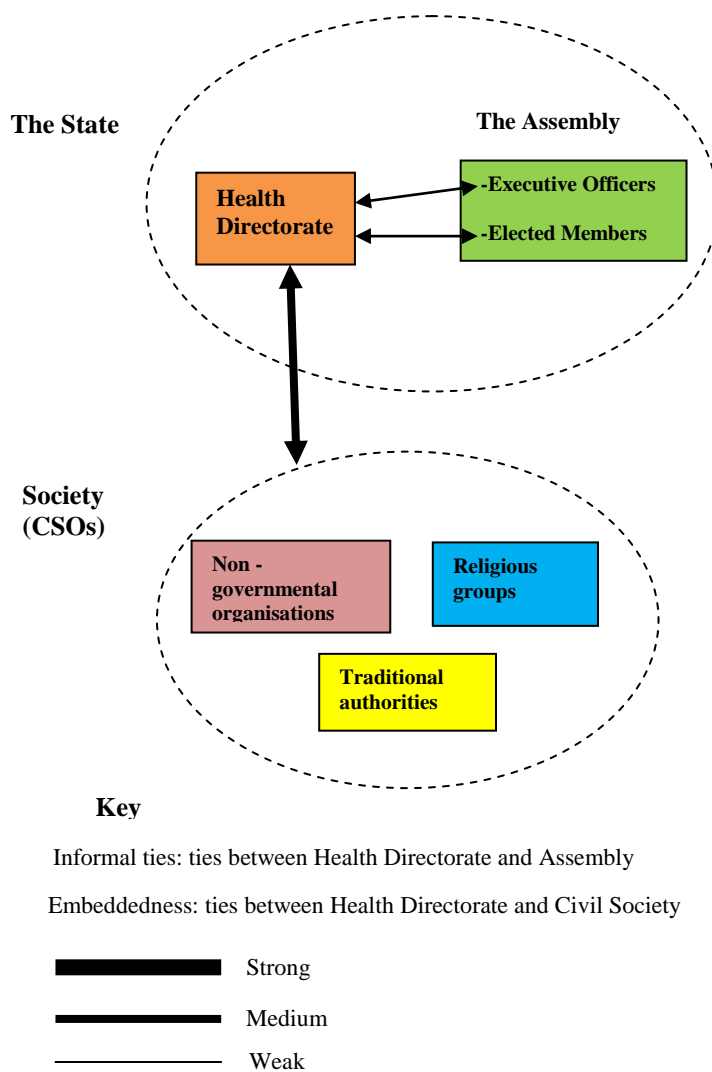 The State
The Assembly
Health
Directorate
-Executive Officers
-Elected Members
Society
(CSOs)
Non -
governmental
organisations
Religious
groups
Traditional
authorities
Key
Informal ties: ties between Health Directorate and Assembly
Embeddedness: ties between Health Directorate and Civil Society
Strong
Medium
Weak